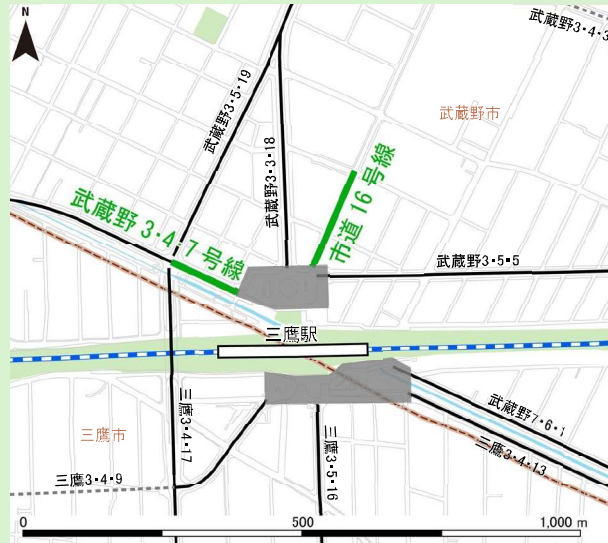 N
武蔵野3・4・3
武蔵野3・5・19
武蔵野市
武蔵野3・3・18
市道 16 号線
武蔵野 3・4・7 号線
武蔵野3・5・5
三鷹駅
三鷹市
三鷹3・4・17
三鷹3・5・16
武蔵野7・6・1
三鷹3・4・13
三鷹3・4・9
0 500 1,000 m